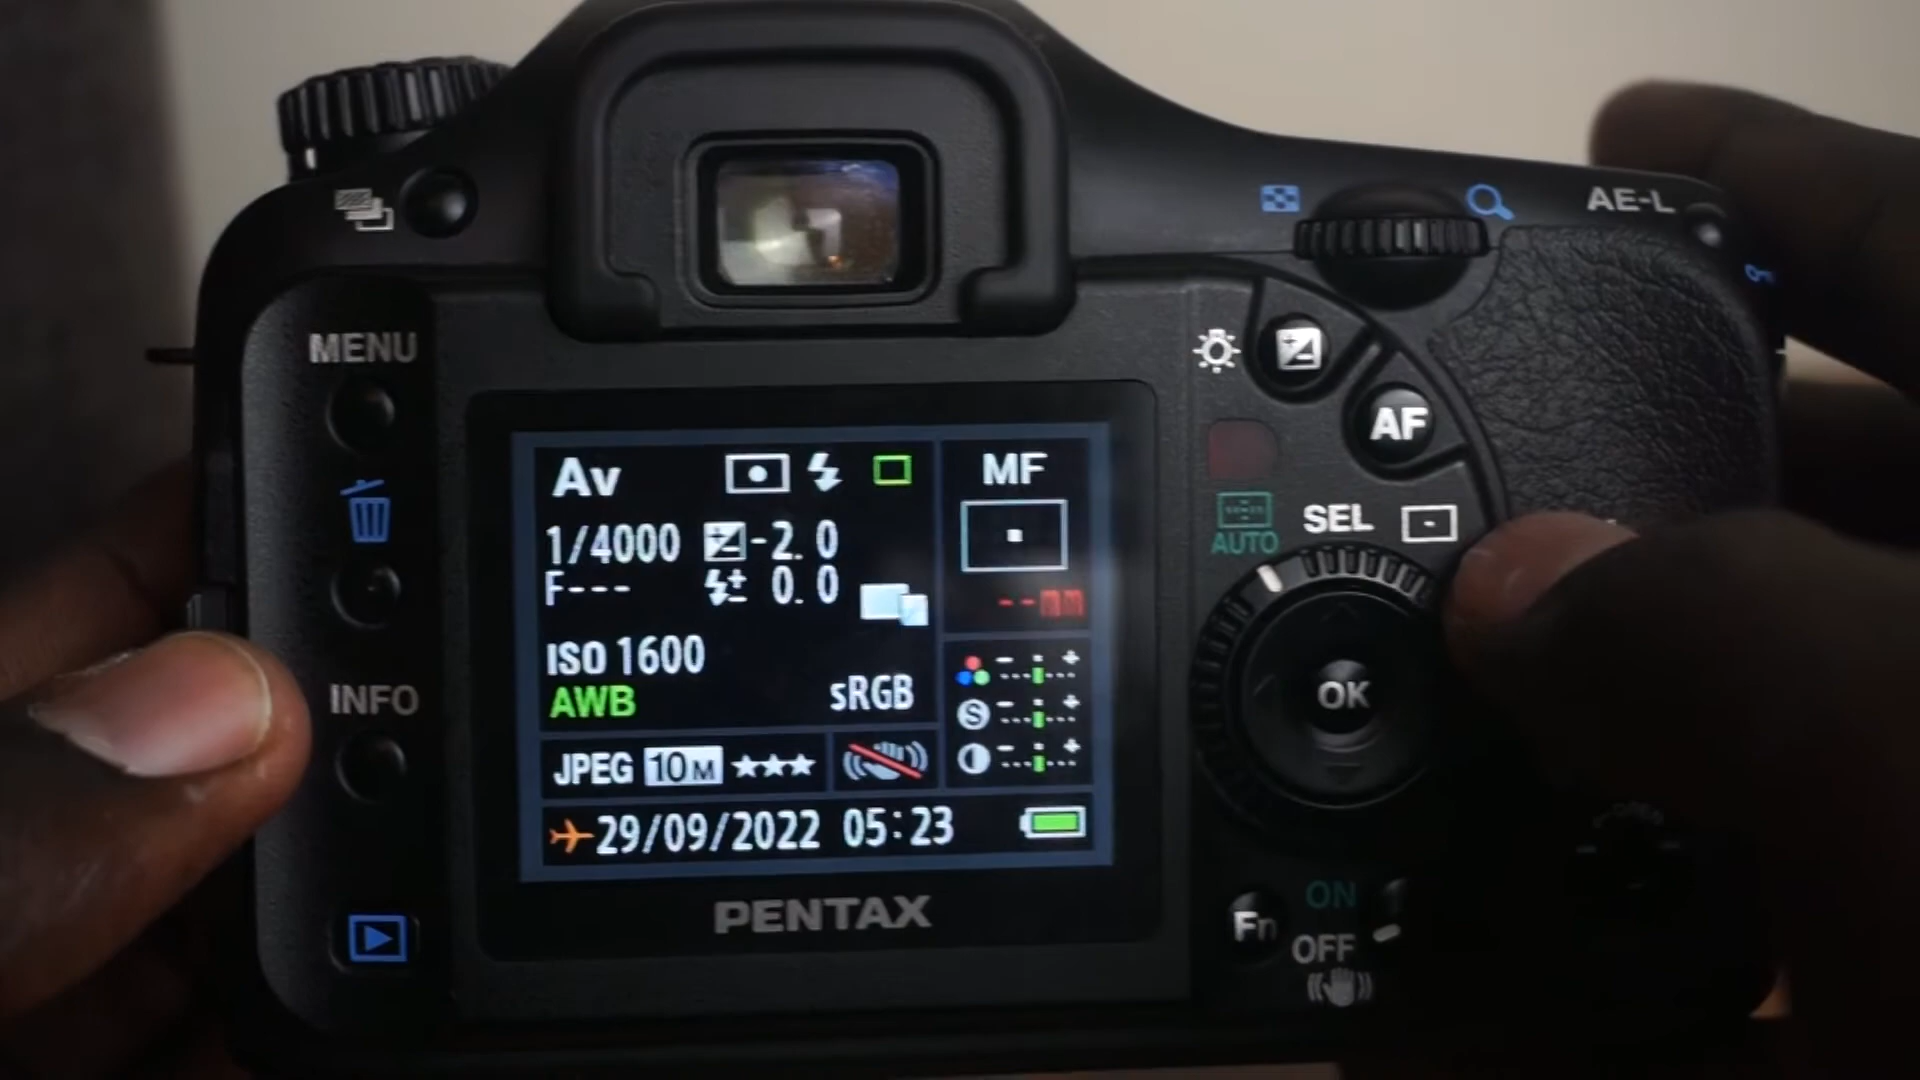 AE-L
MENU
AF
Av
MF
1/4000 -2.0
F--- 0.0
--mm
SEL
AUTO
ISO 1600
AWB sRGB
INFO
OK
JPEG 10M ★★★
29/09/2022 05:23
PENTAX
Fn
ON
OFF